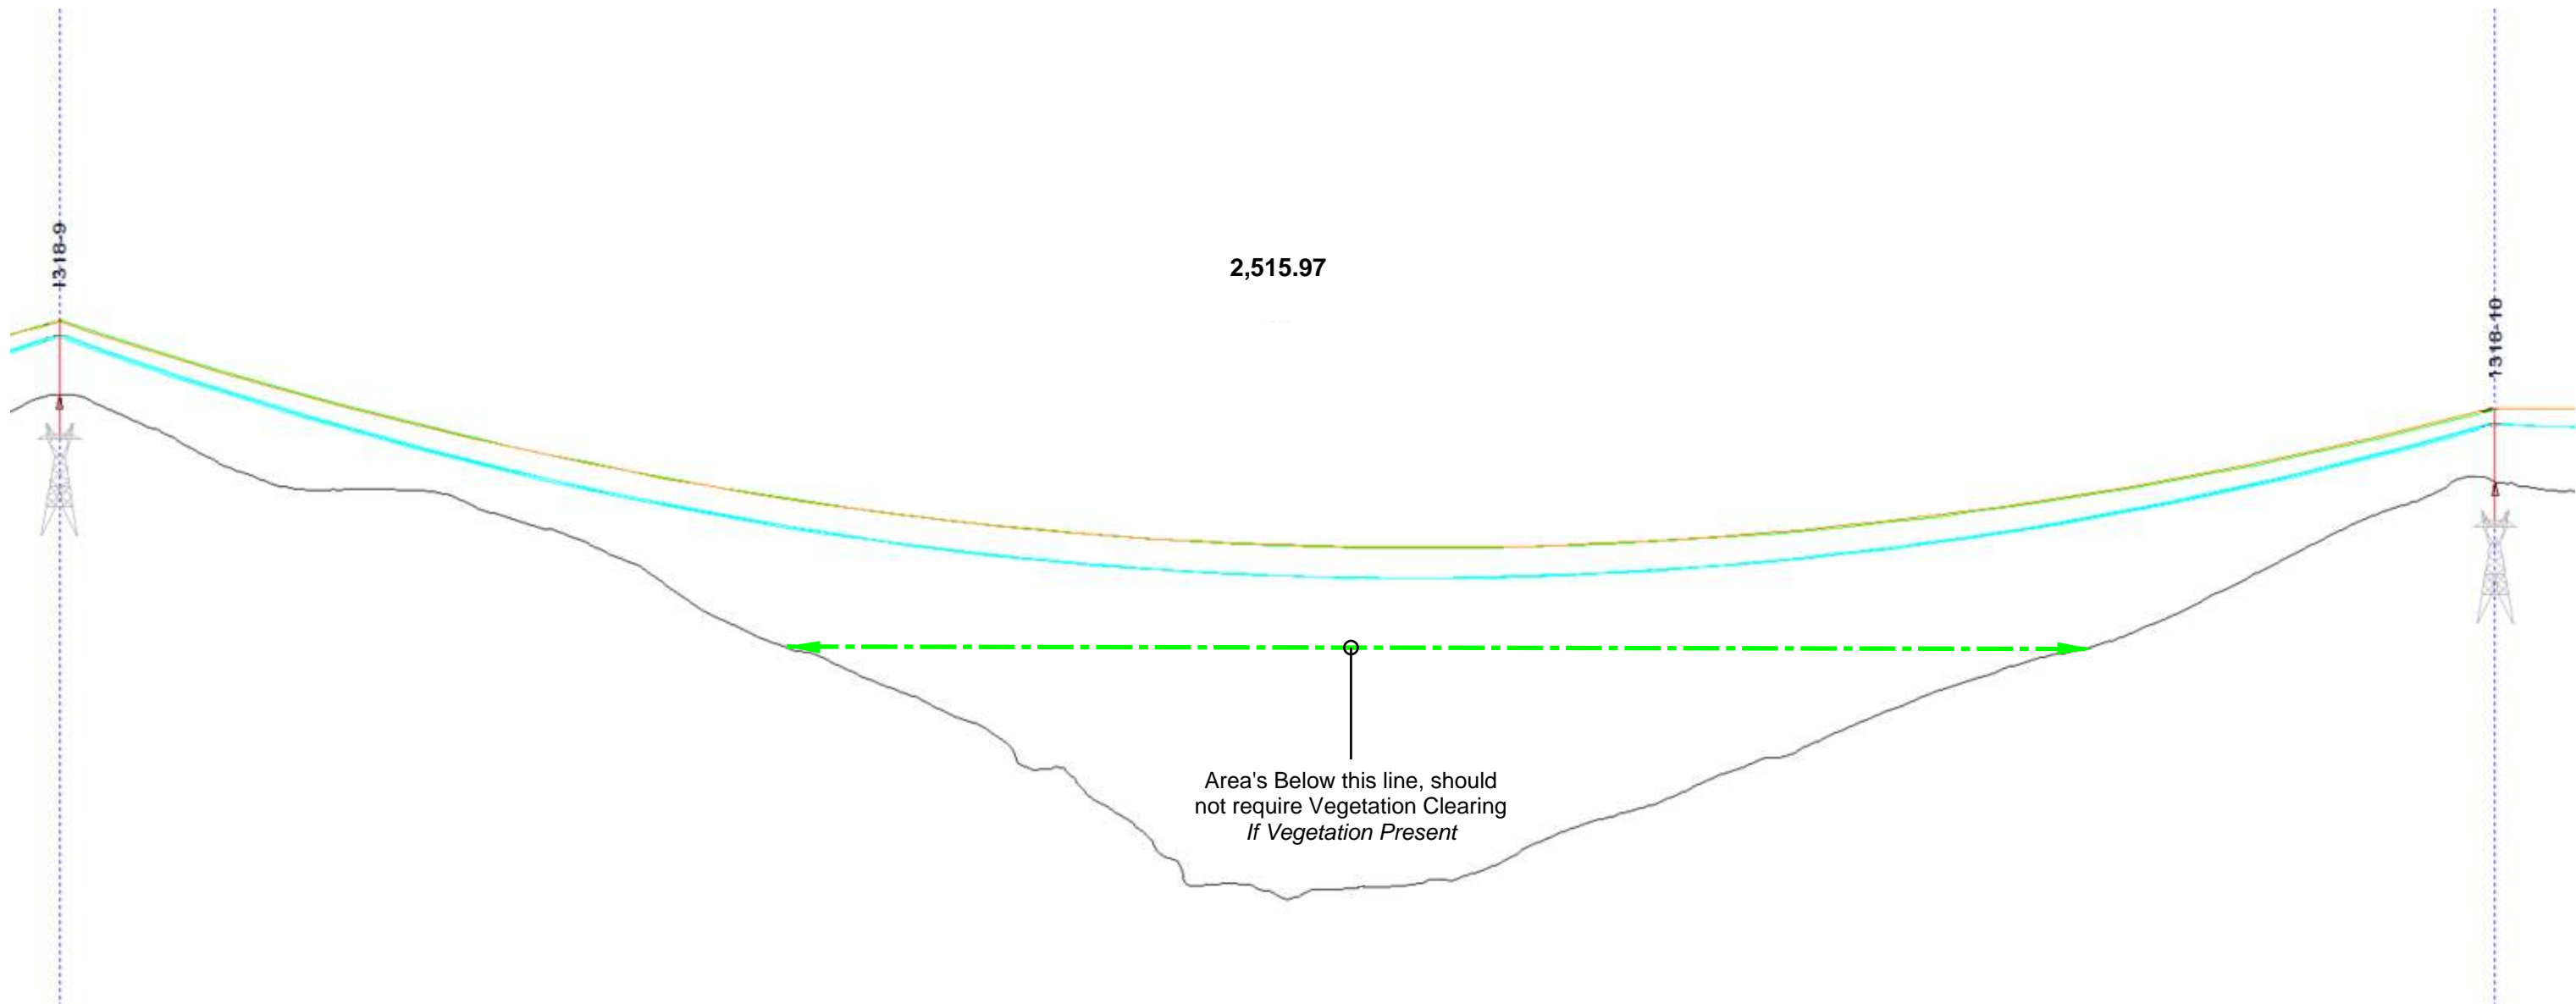 1318-9
2,515.97
1318-10
Area's Below this line, should
not require Vegetation Clearing
If Vegetation Present